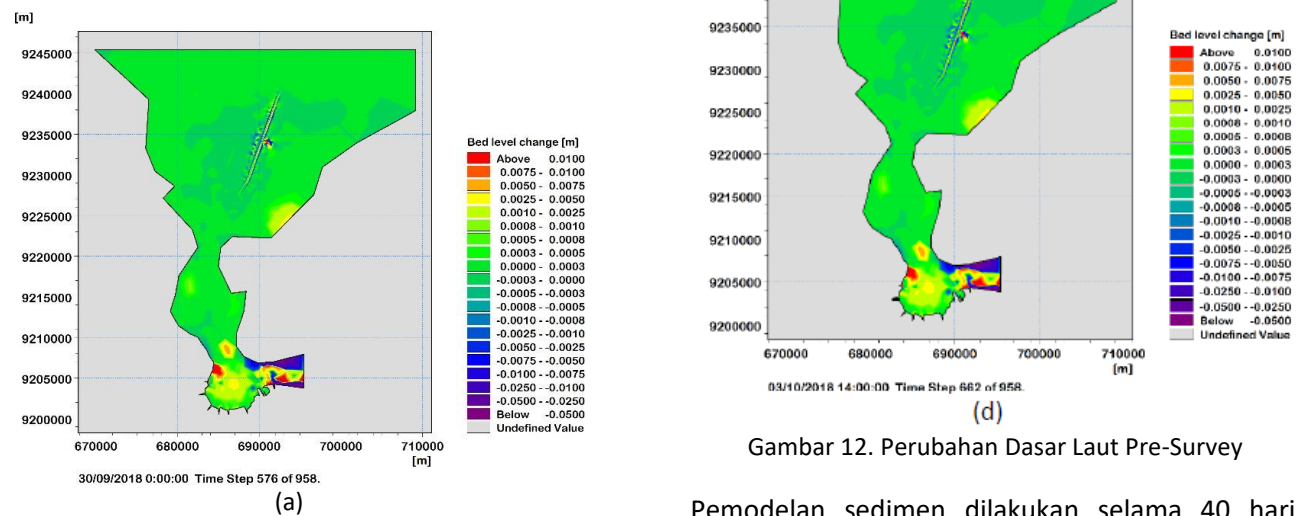 [m]
9245000
9240000
9235000
9230000
9225000
9220000
9215000
9210000
9205000
9200000
670000 680000 690000 700000 710000
[m]
30/09/2018 0:00:00 Time Step 576 of 958.
Bed level change [m]
Above 0.0100
0.0075 - 0.0100
0.0050 - 0.0075
0.0025 - 0.0050
0.0010 - 0.0025
0.0008 - 0.0010
0.0005 - 0.0008
0.0003 - 0.0005
0.0000 - 0.0003
-0.0003 - 0.0000
-0.0005 - -0.0003
-0.0008 - -0.0005
-0.0010 - -0.0008
-0.0025 - -0.0010
-0.0050 - -0.0025
-0.0075 - -0.0050
-0.0100 - -0.0075
-0.0250 - -0.0100
-0.0500 - -0.0250
Below -0.0500
Undefined Value
(a)
9235000
9230000
9225000
9220000
9215000
9210000
9205000
9200000
670000 680000 690000 700000 710000
[m]
03/10/2018 14:00:00 Time Step 662 of 958.
Bed level change [m]
Above 0.0100
0.0075 - 0.0100
0.0050 - 0.0075
0.0025 - 0.0050
0.0010 - 0.0025
0.0008 - 0.0010
0.0005 - 0.0008
0.0003 - 0.0005
0.0000 - 0.0003
-0.0003 - 0.0000
-0.0005 - -0.0003
-0.0008 - -0.0005
-0.0010 - -0.0008
-0.0025 - -0.0010
-0.0050 - -0.0025
-0.0075 - -0.0050
-0.0100 - -0.0075
-0.0250 - -0.0100
-0.0500 - -0.0250
Below -0.0500
Undefined Value
(d)
Gambar 12. Perubahan Dasar Laut Pre-Survey
Pemodelan sedimen dilakukan selama 40 hari